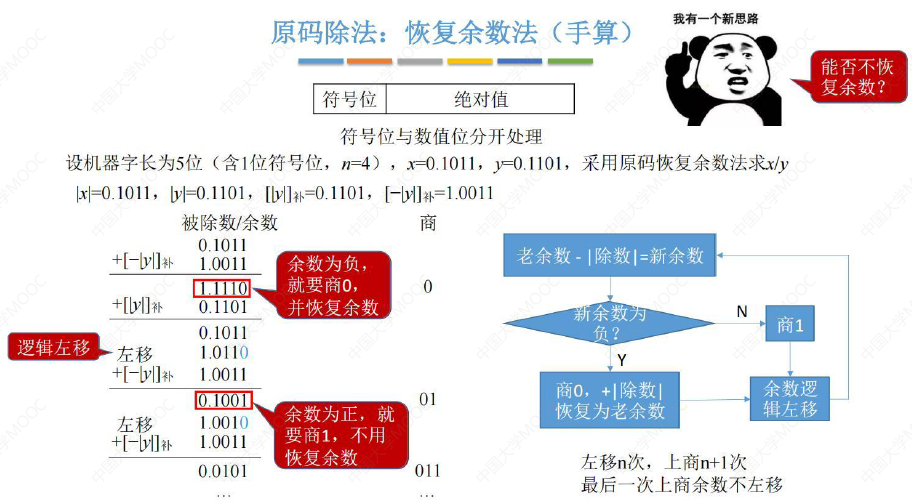 原码除法：恢复余数法（手算）
我有一个新思路
能否不恢
复余数？
符号位 绝对值
符号位与数值位分开处理
设机器字长为5位（含1位符号位，n=4），x=0.1011，y=0.1101，采用原码恢复余数法求x/y
|x|=0.1011，|y|=0.1101，[|y|]补=0.1101，[−|y|]补=1.0011
被除数/余数 商
0.1011
+[−|y|]补 1.0011
1.1110 0
+[|y|]补 0.1101
0.1011
左移 1.0110
+[−|y|]补 1.0011
0.1001 01
左移 1.0010
+[−|y|]补 1.0011
0.0101 011
... ...
余数为负，
就要商0，
并恢复余数
逻辑左移
余数为正，就
要商1，不用
恢复余数
老余数 - |除数|=新余数
新余数为
负？
N
商1
Y
商0，+|除数|
恢复为老余数
余数逻
辑左移
左移n次，上商n+1次
最后一次上商余数不左移
中国大学MOOC